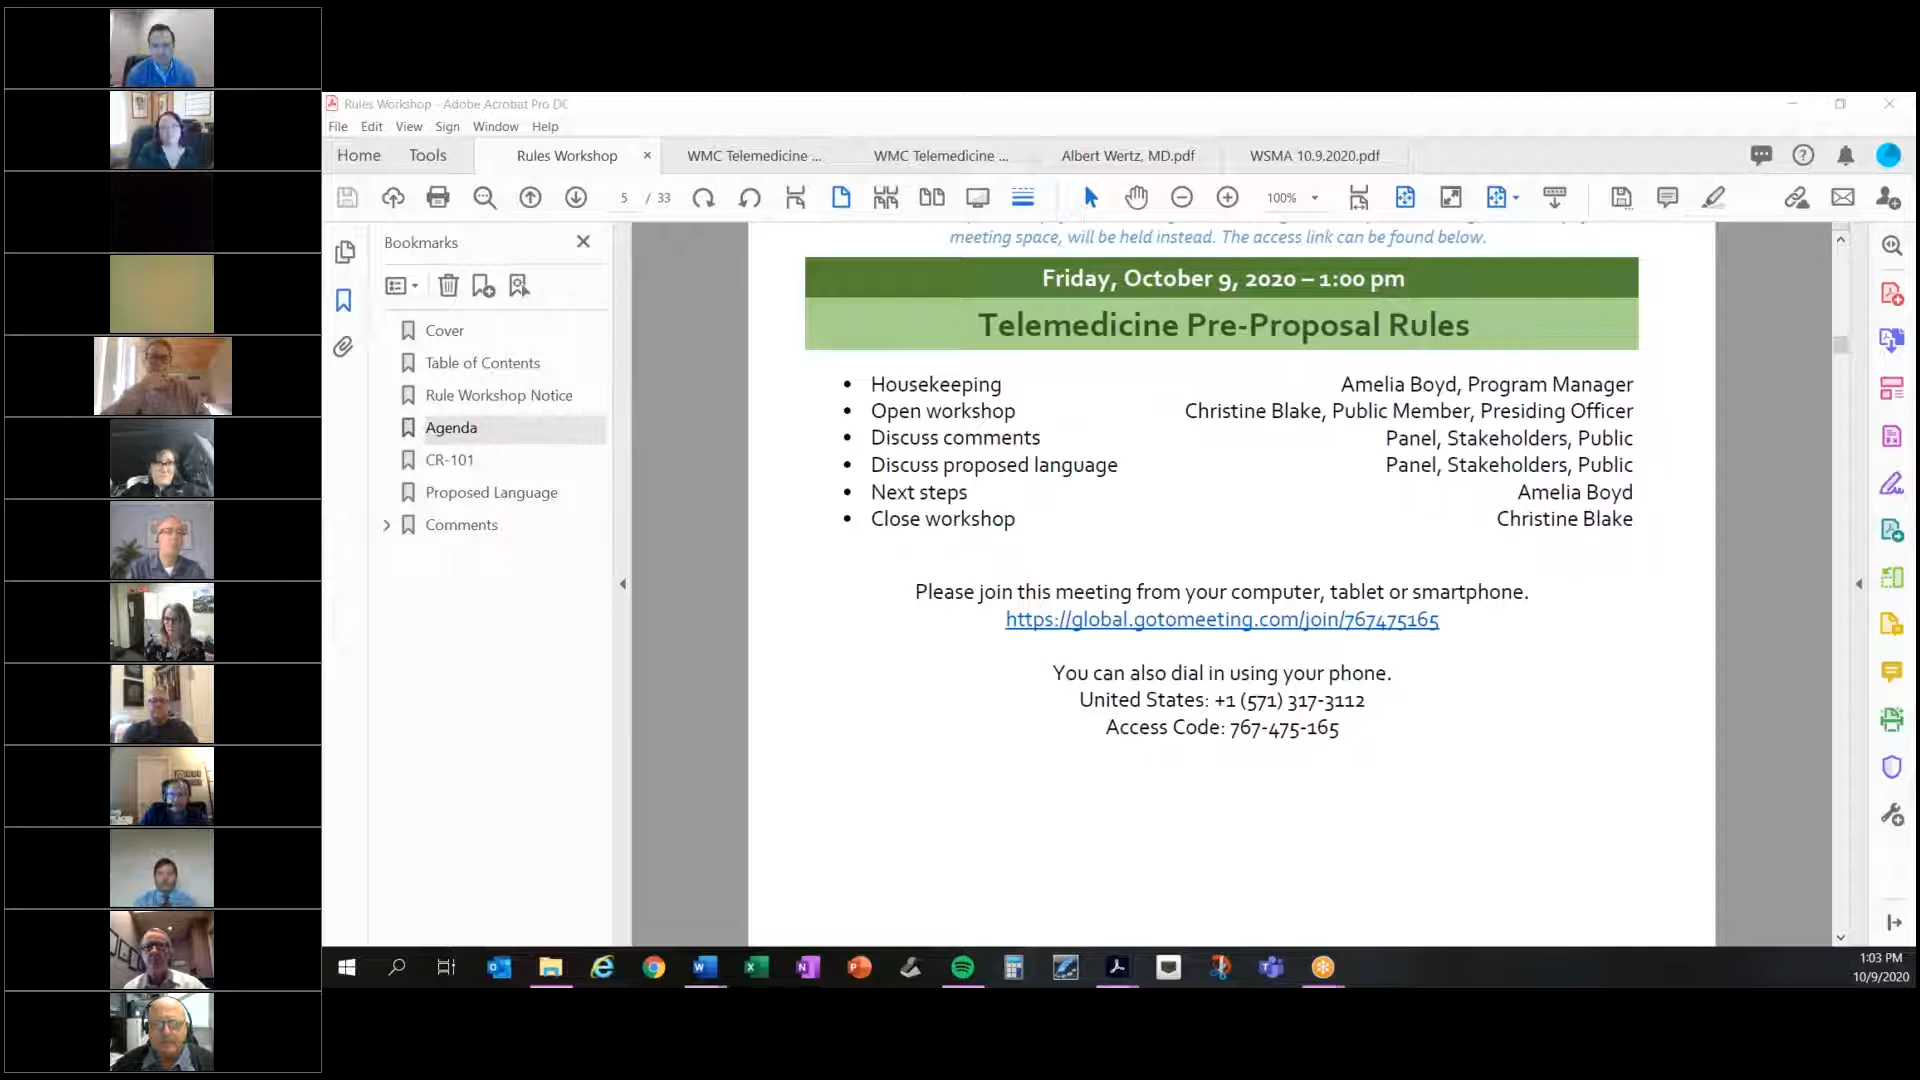 Rules Workshop - Adobe Acrobat Pro DC
File Edit View Sign Window Help
Home Tools Rules Workshop × WMC Telemedicine ... WMC Telemedicine ... Albert Wertz, MD.pdf WSMA 10.9.2020.pdf
5 / 33 100%
Bookmarks
Cover
Table of Contents
Rule Workshop Notice
Agenda
CR-101
Proposed Language
Comments
meeting space, will be held instead. The access link can be found below.
Friday, October 9, 2020 – 1:00 pm
Telemedicine Pre-Proposal Rules
• Housekeeping Amelia Boyd, Program Manager
• Open workshop Christine Blake, Public Member, Presiding Officer
• Discuss comments Panel, Stakeholders, Public
• Discuss proposed language Panel, Stakeholders, Public
• Next steps Amelia Boyd
• Close workshop Christine Blake
Please join this meeting from your computer, tablet or smartphone.
https://global.gotomeeting.com/join/767475165
You can also dial in using your phone.
United States: +1 (571) 317-3112
Access Code: 767-475-165
1:03 PM
10/9/2020